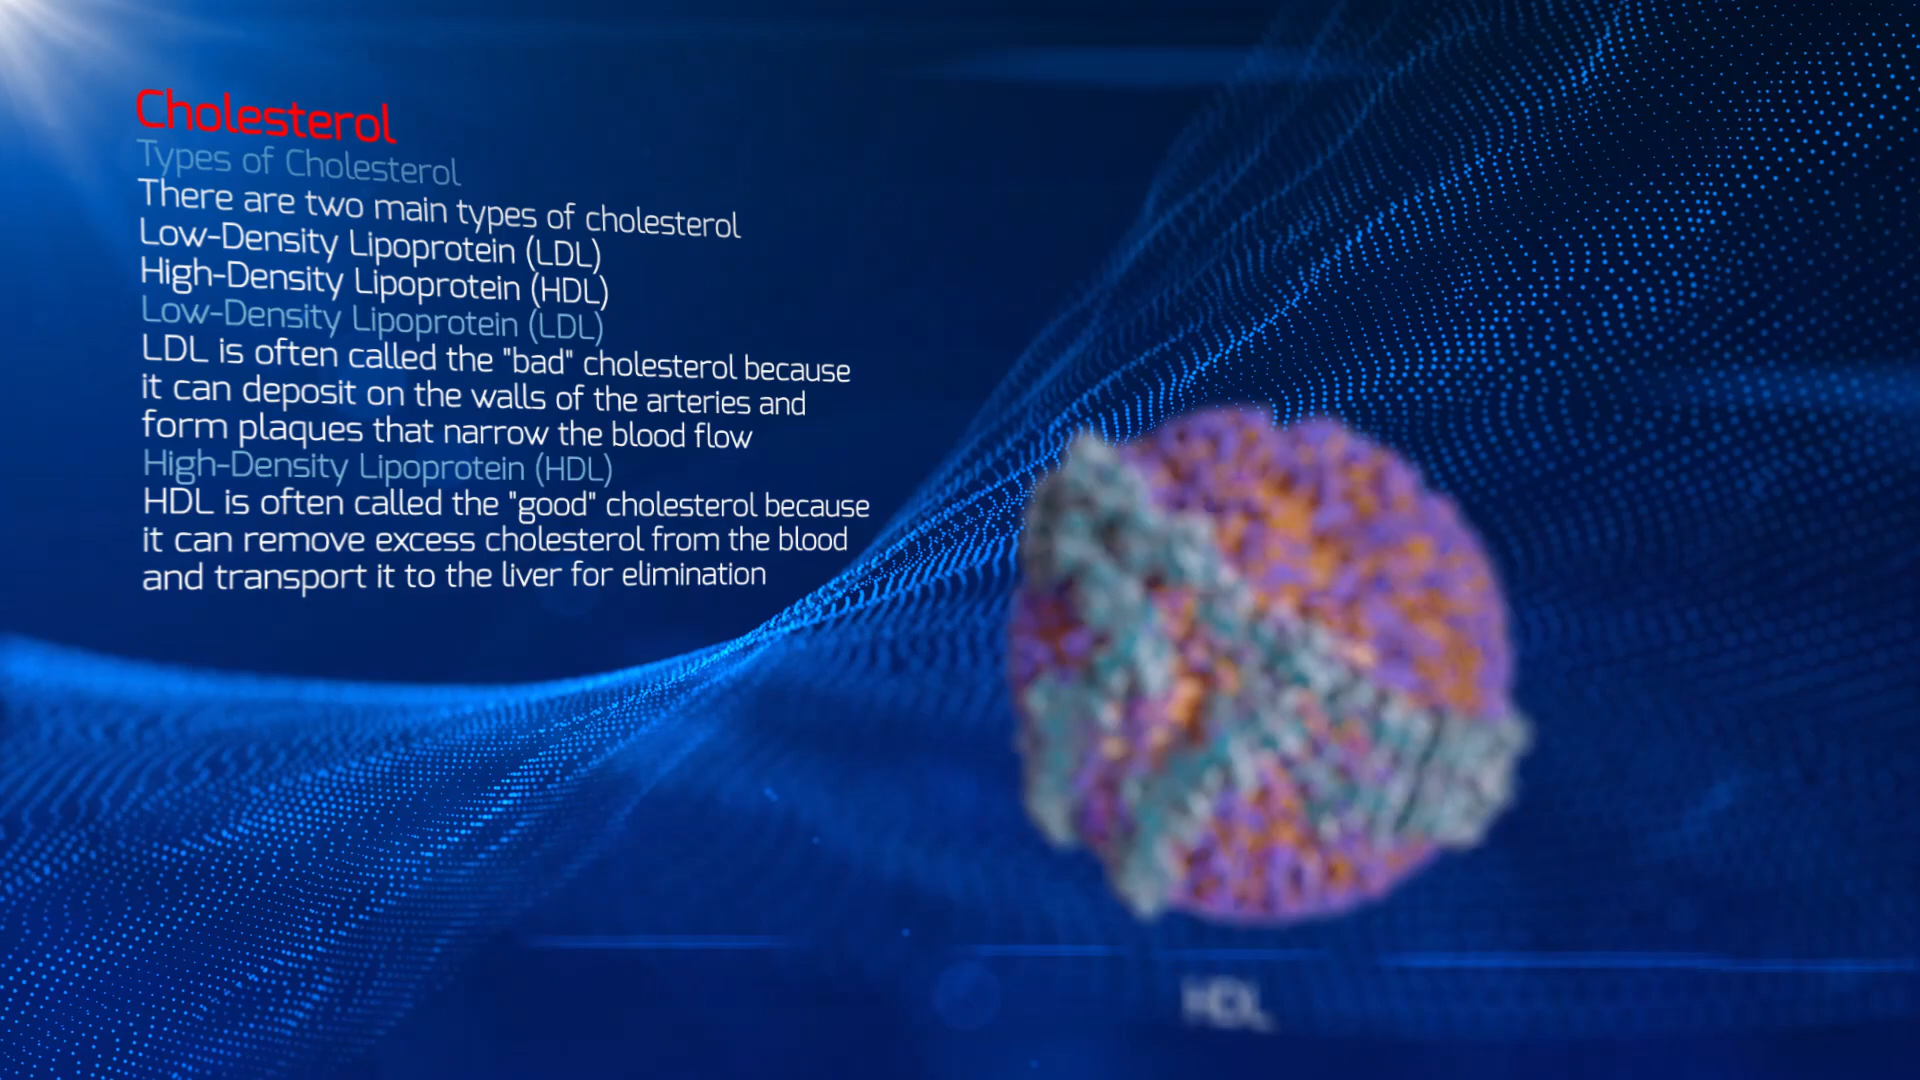 Cholesterol
Types of Cholesterol
There are two main types of cholesterol
Low-Density Lipoprotein (LDL)
High-Density Lipoprotein (HDL)
Low-Density Lipoprotein (LDL)
LDL is often called the "bad" cholesterol because
it can deposit on the walls of the arteries and
form plaques that narrow the blood flow
High-Density Lipoprotein (HDL)
HDL is often called the "good" cholesterol because
it can remove excess cholesterol from the blood
and transport it to the liver for elimination
HDL